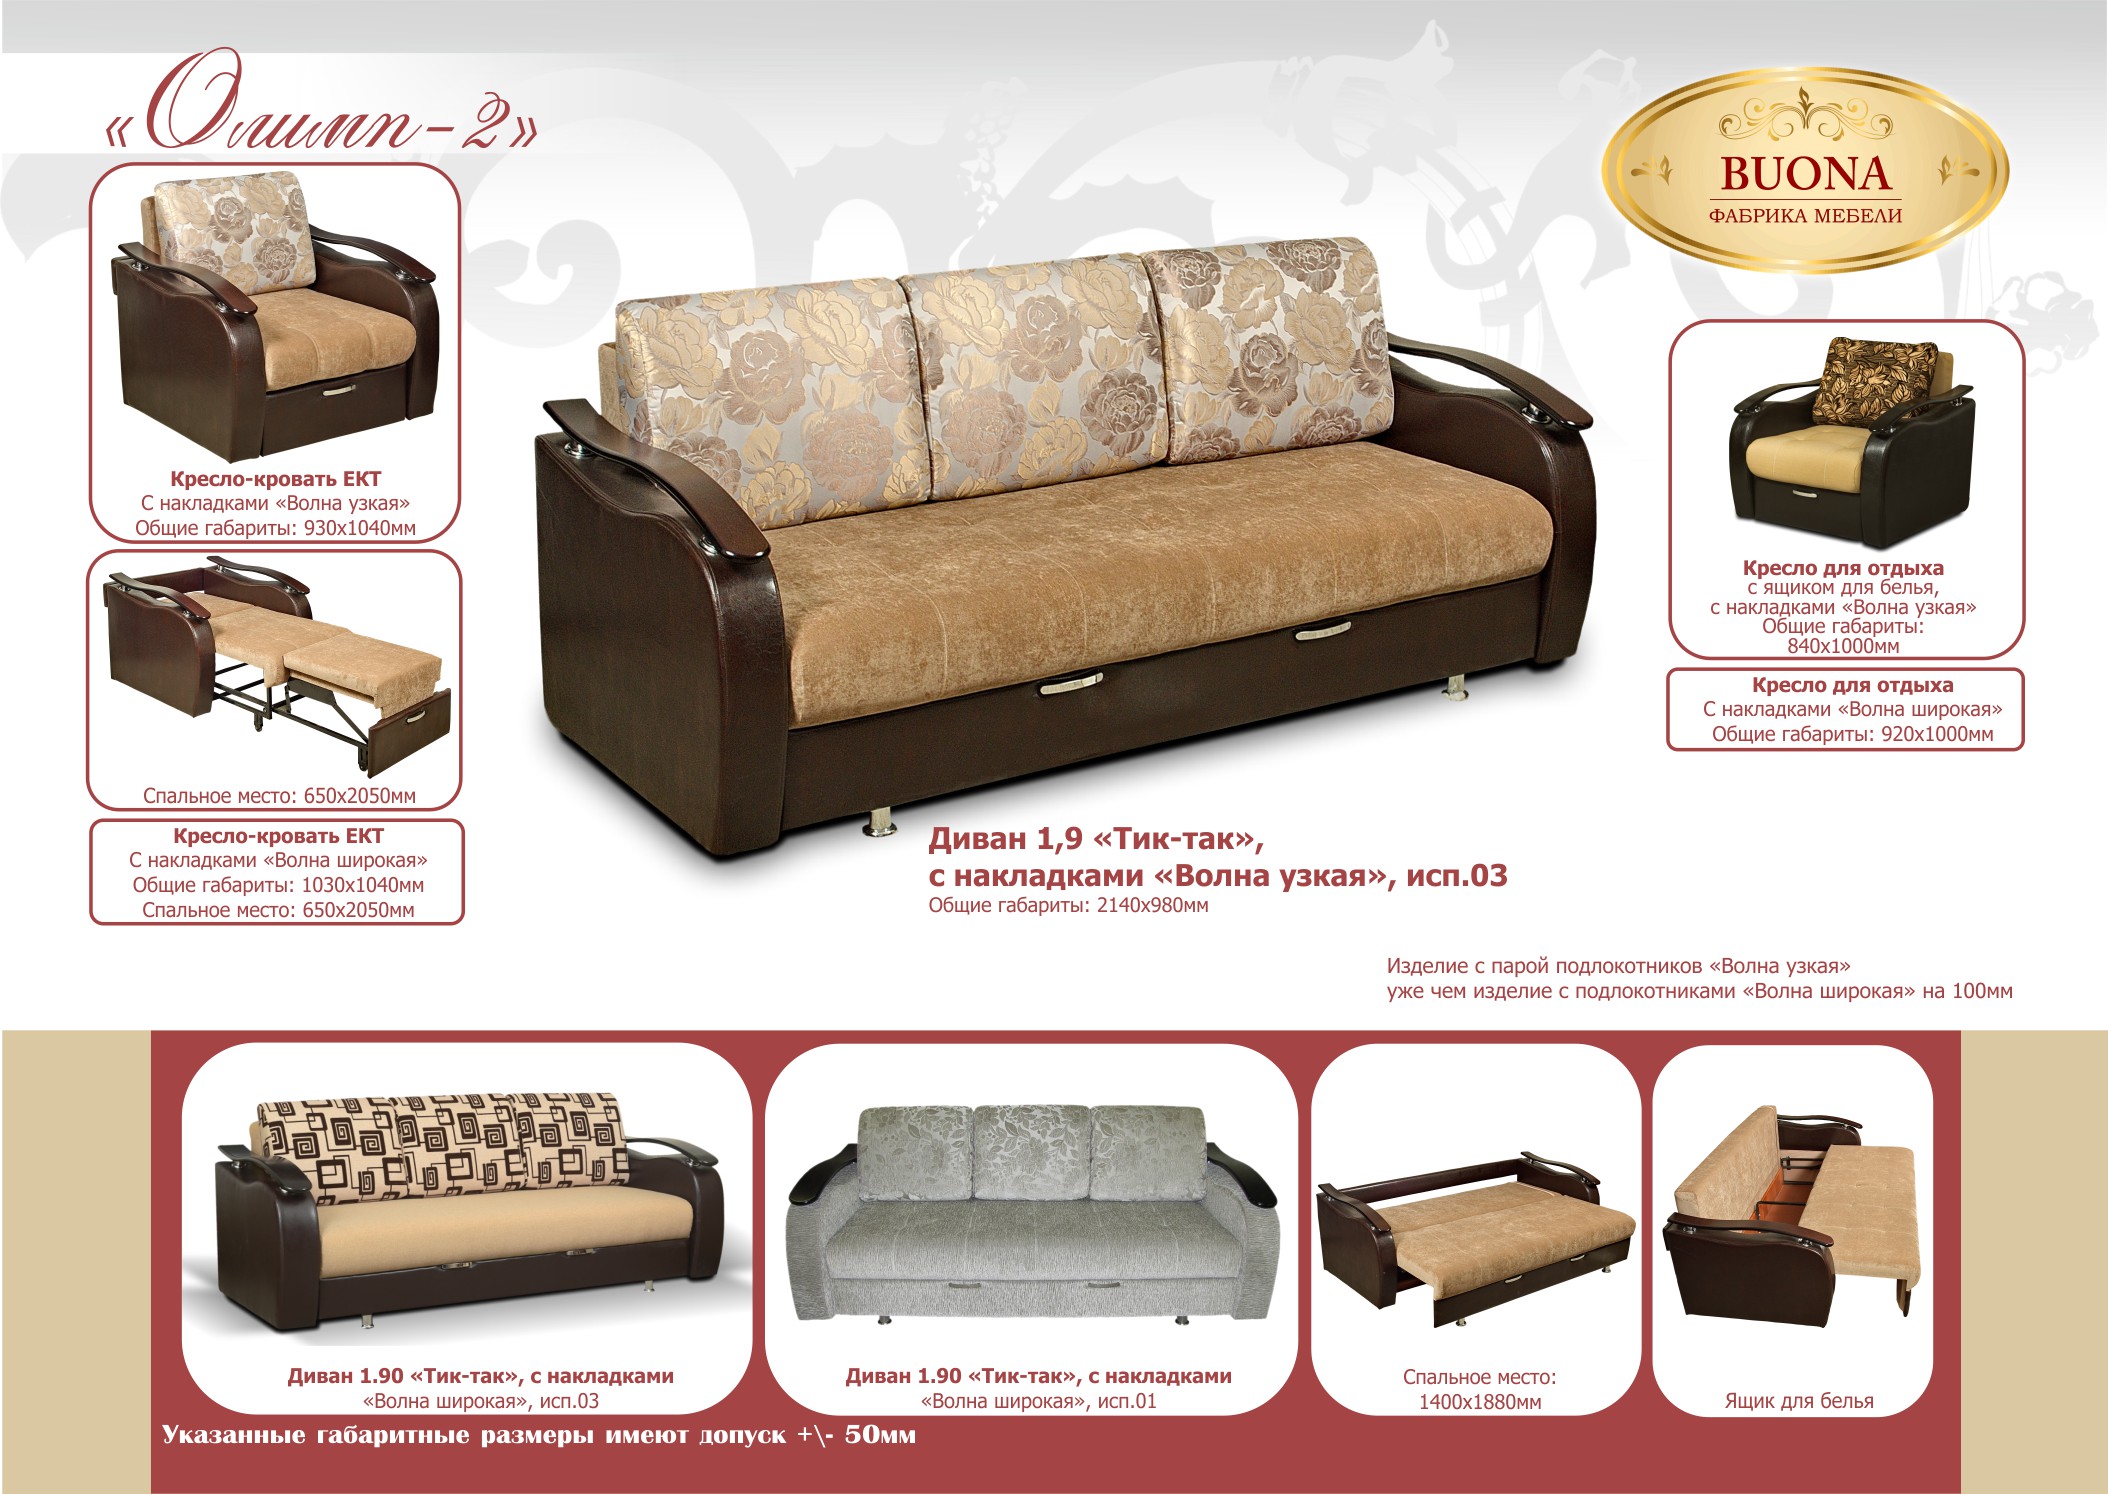 «Олимп-2»
BUONA
ФАБРИКА МЕБЕЛИ
Кресло-кровать ЕКТ
С накладками «Волна узкая»
Общие габариты: 930х1040мм
Спальное место: 650х2050мм
Кресло-кровать ЕКТ
С накладками «Волна широкая»
Общие габариты: 1030х1040мм
Спальное место: 650х2050мм
Диван 1,9 «Тик-так»,
с накладками «Волна узкая», исп.03
Общие габариты: 2140х980мм
Кресло для отдыха
с ящиком для белья,
с накладками «Волна узкая»
Общие габариты:
840х1000мм
Кресло для отдыха
С накладками «Волна широкая»
Общие габариты: 920х1000мм
Изделие с парой подлокотников «Волна узкая»
уже чем изделие с подлокотниками «Волна широкая» на 100мм
Диван 1.90 «Тик-так», с накладками
«Волна широкая», исп.03
Диван 1.90 «Тик-так», с накладками
«Волна широкая», исп.01
Спальное место:
1400х1880мм
Ящик для белья
Указанные габаритные размеры имеют допуск +\- 50мм